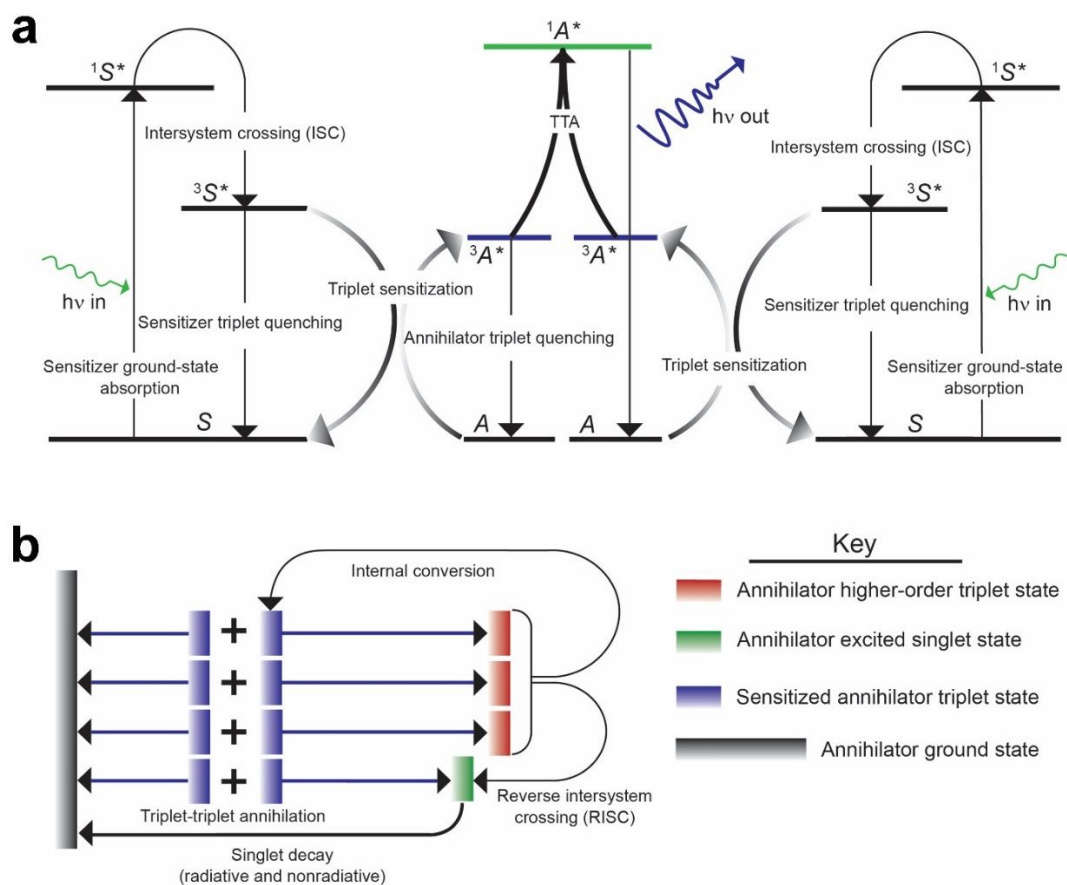 a
¹S*
¹A*
¹S*
hν out
TTA
Intersystem crossing (ISC)
Intersystem crossing (ISC)
³S*
³S*
³A*
³A*
Triplet sensitization
hν in
hν in
Sensitizer triplet quenching
Annihilator triplet quenching
Sensitizer triplet quenching
Sensitizer ground-state
absorption
Triplet sensitization
Sensitizer ground-state
absorption
S
A
A
S
b
Internal conversion
Key
Annihilator higher-order triplet state
+
Annihilator excited singlet state
+
Sensitized annihilator triplet state
+
Annihilator ground state
+
Triplet-triplet annihilation
Reverse intersystem
crossing (RISC)
Singlet decay
(radiative and nonradiative)